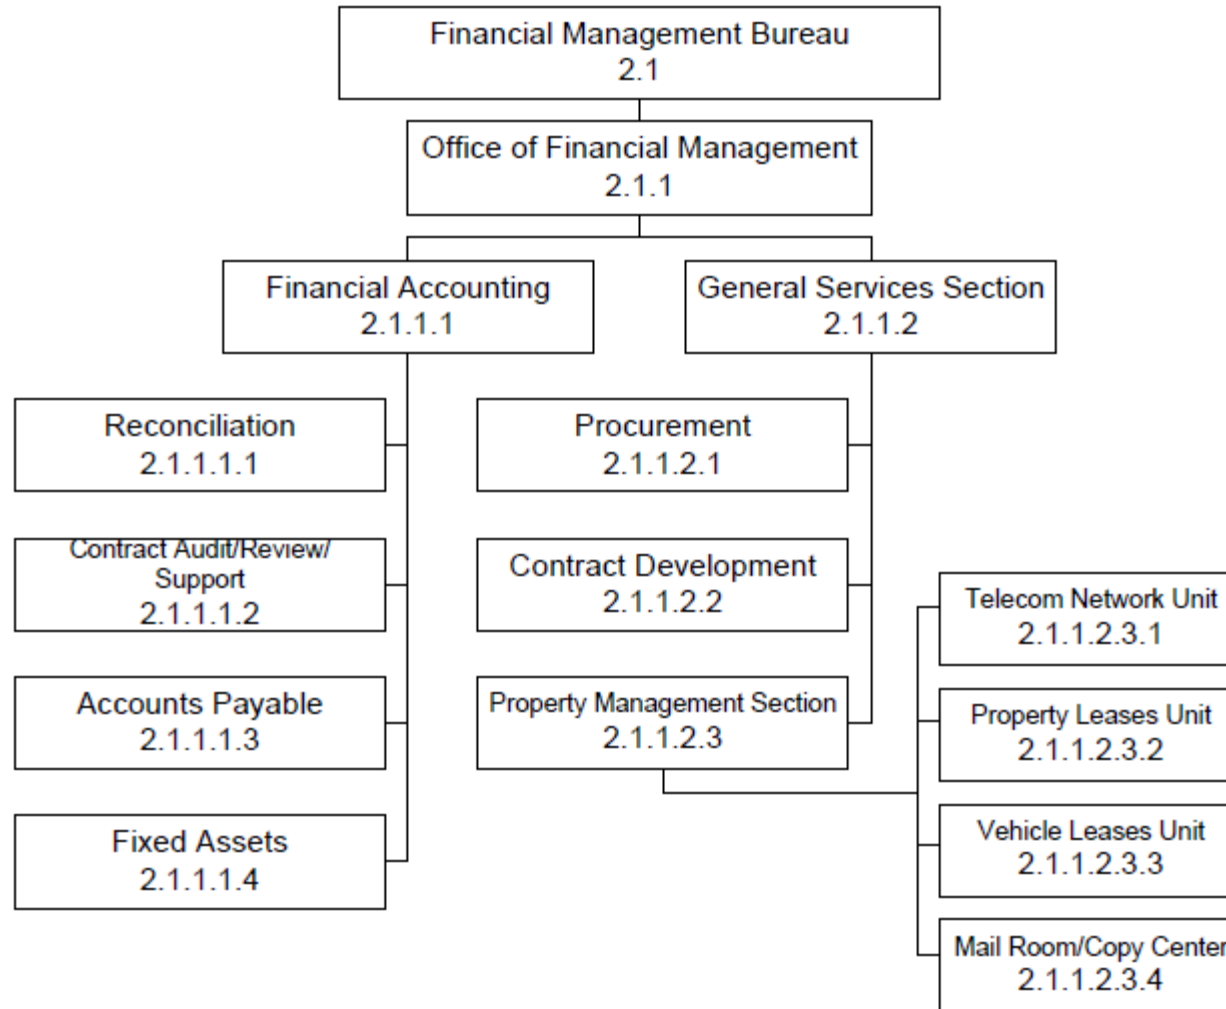 Financial Management Bureau
2.1
Office of Financial Management
2.1.1
Financial Accounting
2.1.1.1
General Services Section
2.1.1.2
Reconciliation
2.1.1.1.1
Contract Audit/Review/
Support
2.1.1.1.2
Accounts Payable
2.1.1.1.3
Fixed Assets
2.1.1.1.4
Procurement
2.1.1.2.1
Contract Development
2.1.1.2.2
Property Management Section
2.1.1.2.3
Telecom Network Unit
2.1.1.2.3.1
Property Leases Unit
2.1.1.2.3.2
Vehicle Leases Unit
2.1.1.2.3.3
Mail Room/Copy Center
2.1.1.2.3.4